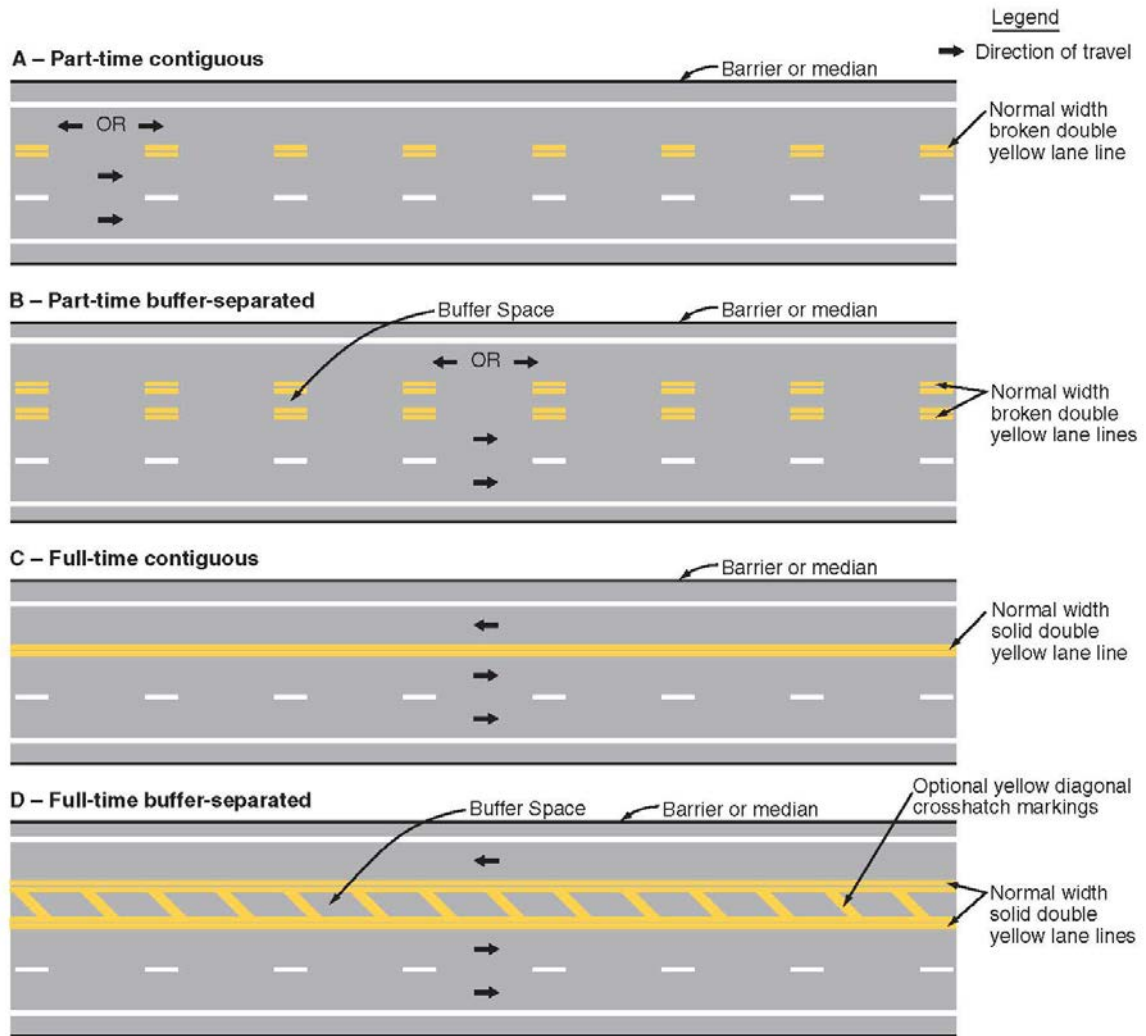 Legend
Direction of travel
A – Part-time contiguous
Barrier or median
OR
Normal width
broken double
yellow lane line
B – Part-time buffer-separated
Buffer Space
Barrier or median
OR
Normal width
broken double
yellow lane lines
C – Full-time contiguous
Barrier or median
Normal width
solid double
yellow lane line
D – Full-time buffer-separated
Buffer Space
Barrier or median
Optional yellow diagonal
crosshatch markings
Normal width
solid double
yellow lane lines